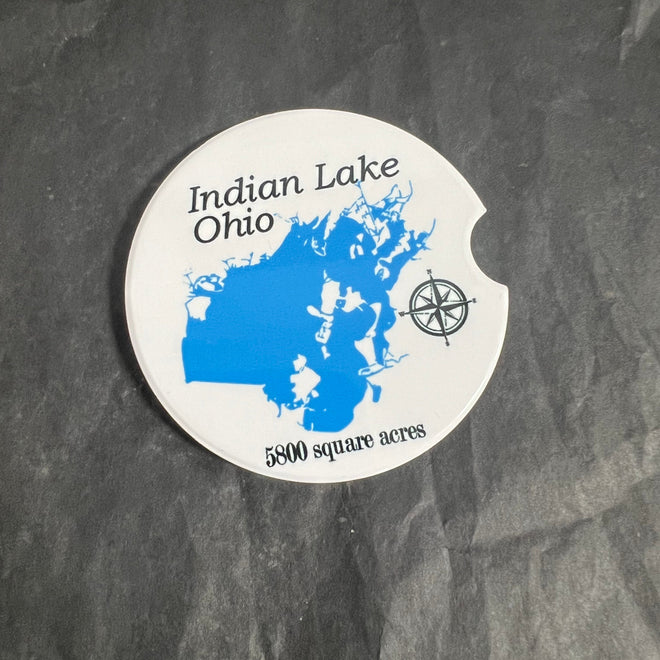 Indian Lake
Ohio
5800 square acres